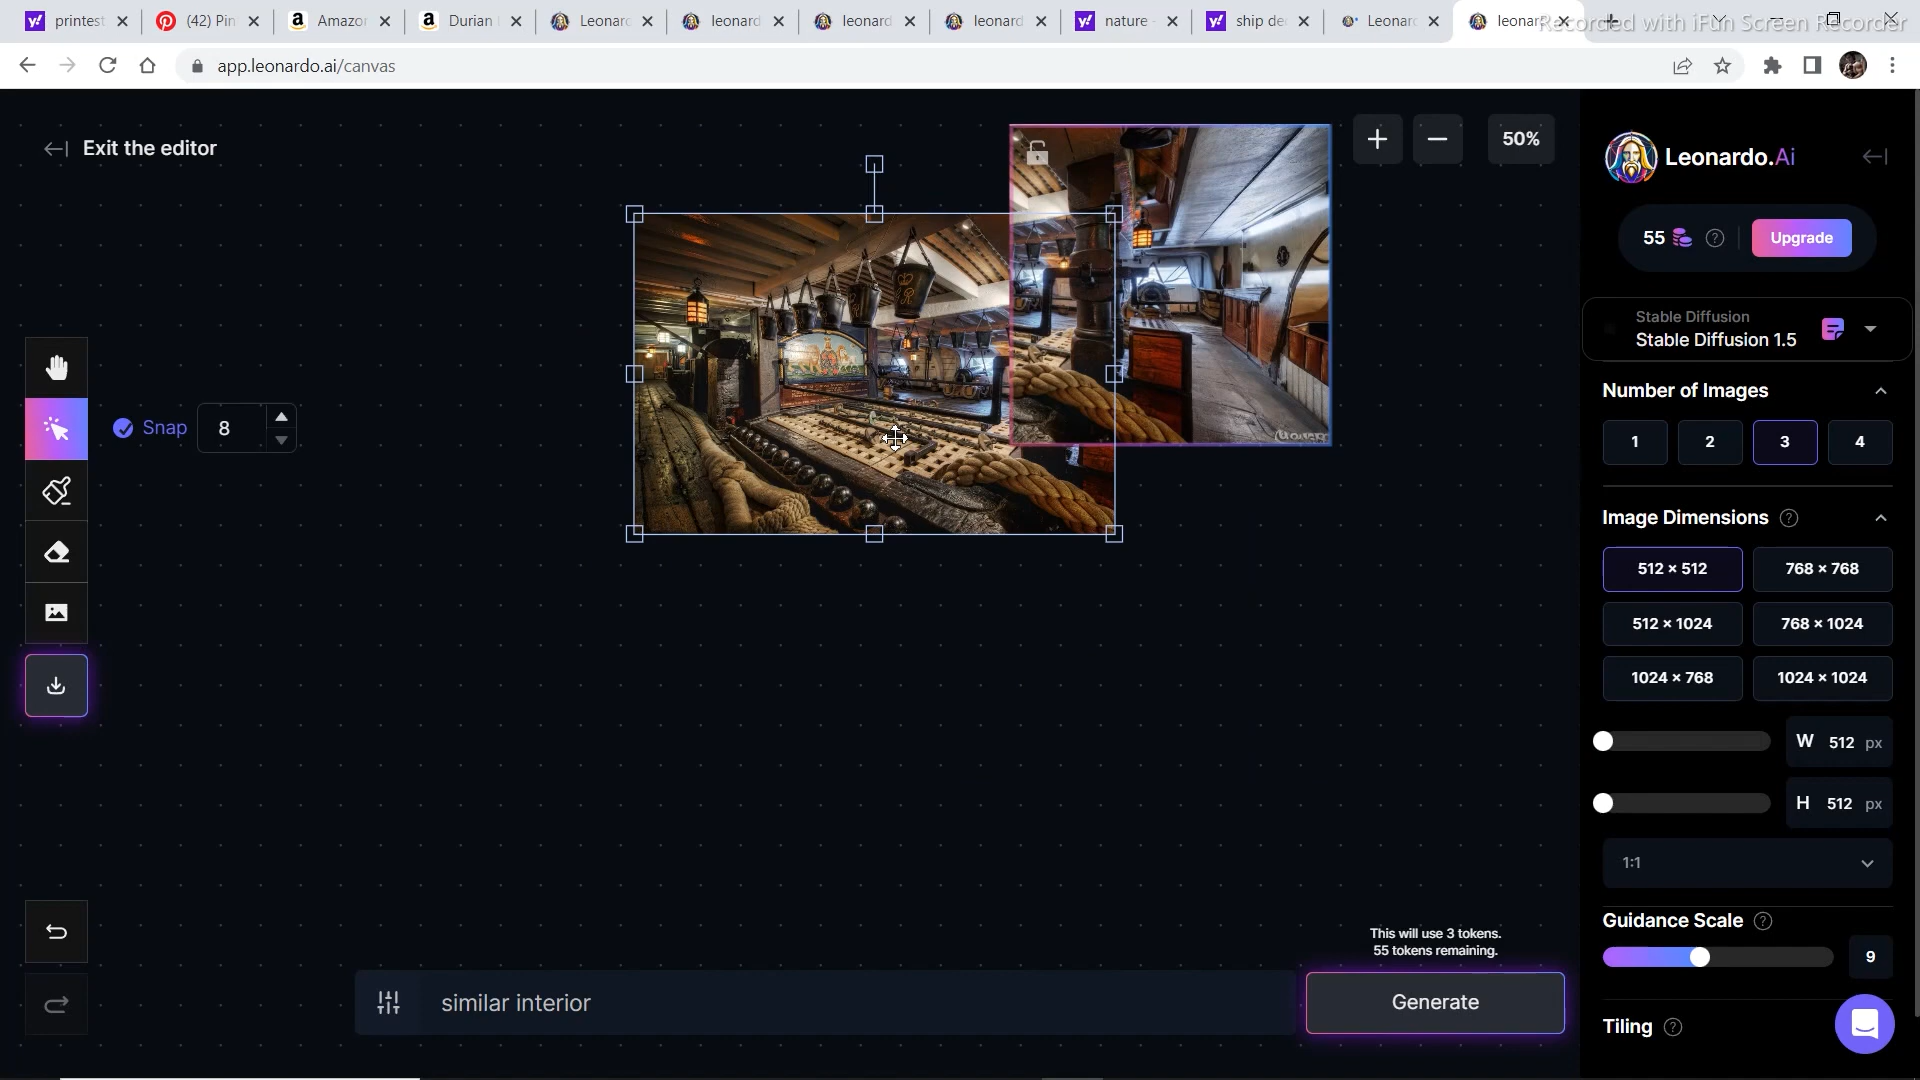 printest
(42) Pin
Amazon
Durian
Leonard
leonard
leonard
leonard
nature -
ship de
Leonard
leonar
Recorded with iFun Screen Recorder
app.leonardo.ai/canvas
Exit the editor
50%
Leonardo.Ai
55
Upgrade
Stable Diffusion
Stable Diffusion 1.5
Number of Images
1
2
3
4
Snap
8
Image Dimensions
512 × 512
768 × 768
512 × 1024
768 × 1024
1024 × 768
1024 × 1024
W 512 px
H 512 px
1:1
Guidance Scale
9
This will use 3 tokens.
55 tokens remaining.
similar interior
Generate
Tiling